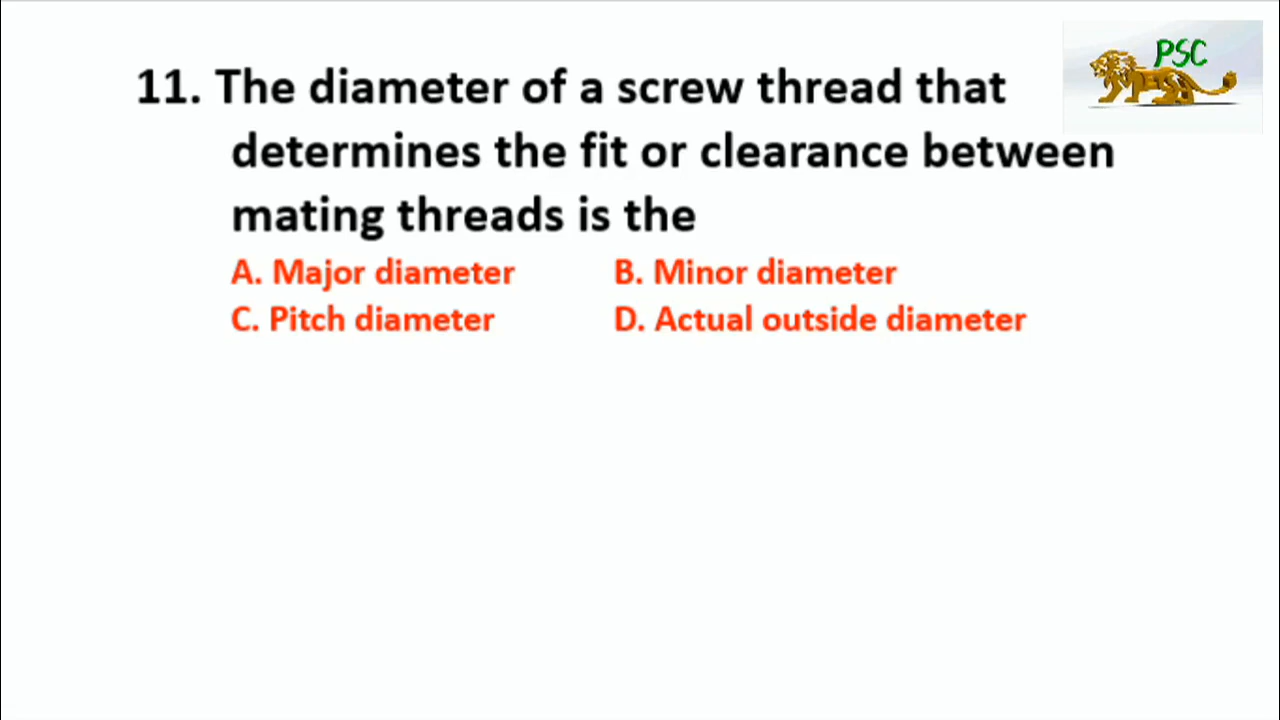 PSC
11. The diameter of a screw thread that
determines the fit or clearance between
mating threads is the
A. Major diameter B. Minor diameter
C. Pitch diameter D. Actual outside diameter